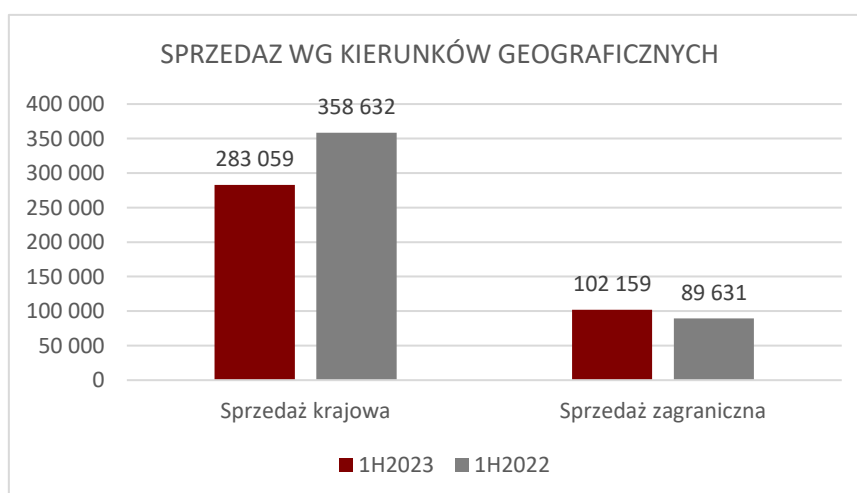 SPRZEDAZ WG KIERUNKÓW GEOGRAFICZNYCH
400 000
350 000
300 000
250 000
200 000
150 000
100 000
50 000
0
283 059
358 632
102 159
89 631
Sprzedaż krajowa
Sprzedaż zagraniczna
1H2023
1H2022